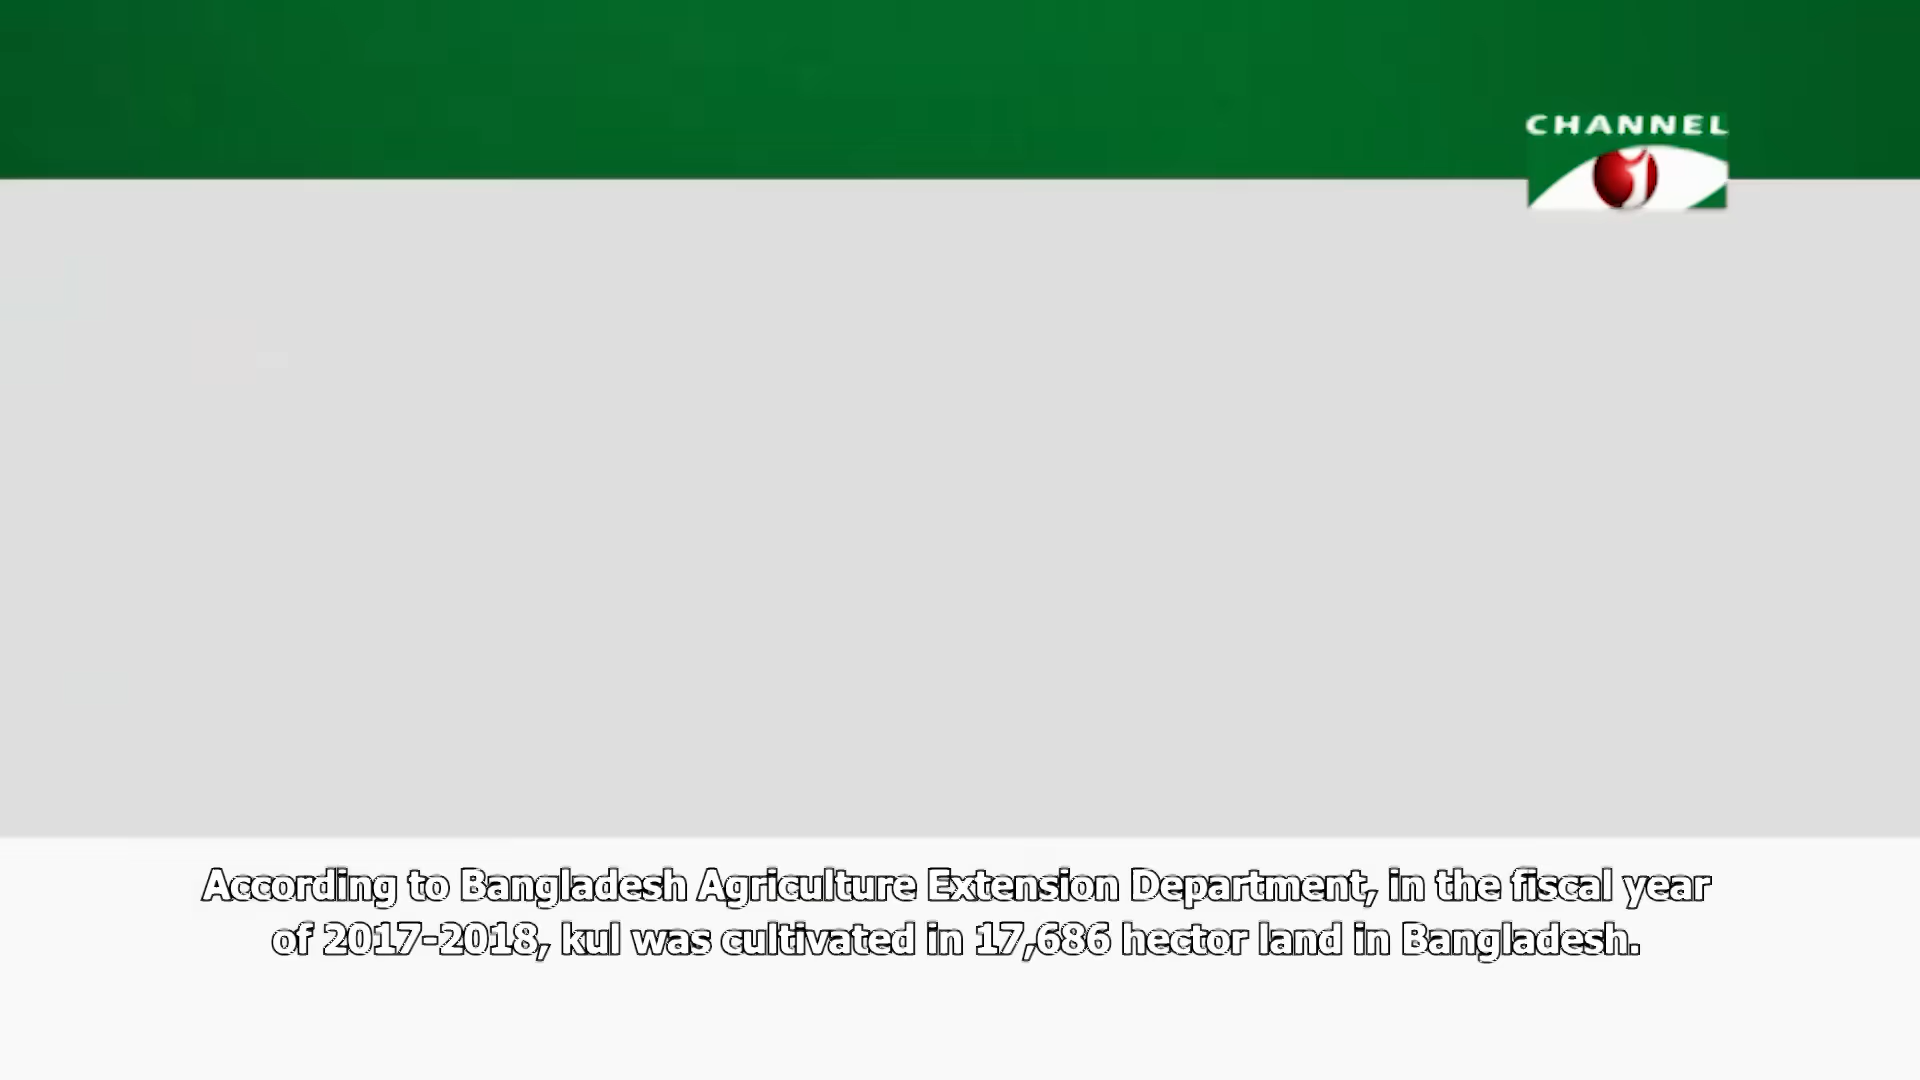 CHANNEL
According to Bangladesh Agriculture Extension Department, in the fiscal year
of 2017-2018, kul was cultivated in 17,686 hector land in Bangladesh.